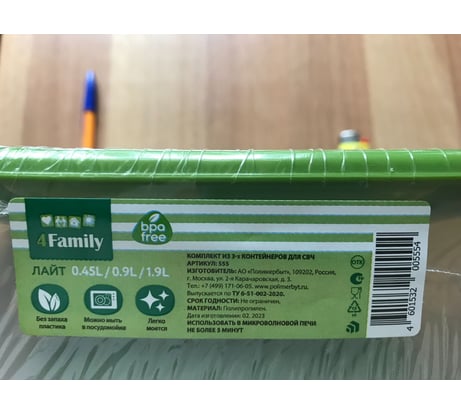 4Family
bpa
free
ЛАЙТ 0.45L / 0.9L / 1.9L
Без запаха
пластика
Можно мыть
в посудомойке
Легко
моется
КОМПЛЕКТ ИЗ 3-х КОНТЕЙНЕРОВ ДЛЯ СВЧ
АРТИКУЛ: 555
ИЗГОТОВИТЕЛЬ: АО «Полимербыт», 109202, Россия,
г. Москва, ул. 2-я Карачаровская, д. 3.
Тел.: +7 (499) 171-06-05. www.polimerbyt.ru
Выпускается по ТУ 6-51-002-2020.
СРОК ГОДНОСТИ: Не ограничен.
МАТЕРИАЛ: Полипропилен.
Дата изготовления: 02. 2023
ИСПОЛЬЗОВАТЬ В МИКРОВОЛНОВОЙ ПЕЧИ
НЕ БОЛЕЕ 3 МИНУТ
ОТК
4 601532 005554